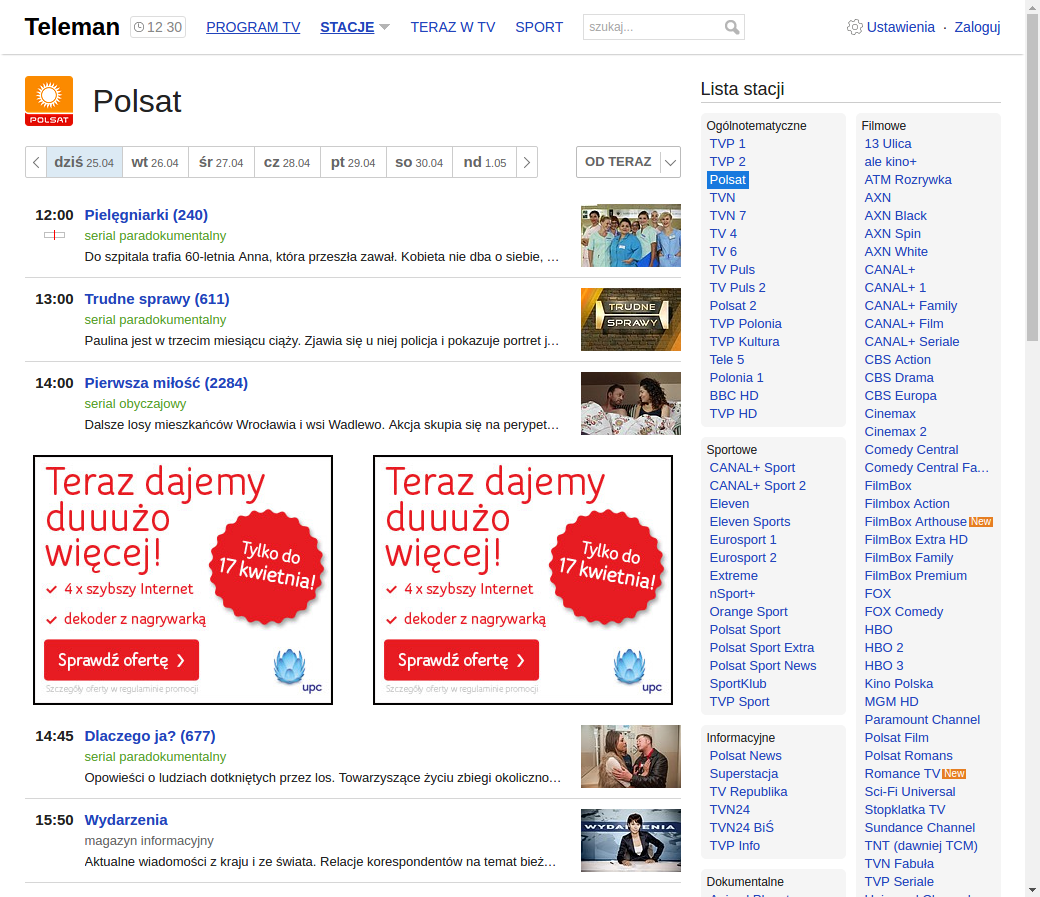 Teleman 12 30 PROGRAM TV STACJE TERAZ W TV SPORT szukaj... Ustawienia · Zaloguj
POLSAT
Polsat
dziś 25.04 wt 26.04 śr 27.04 cz 28.04 pt 29.04 so 30.04 nd 1.05 OD TERAZ
12:00 Pielęgniarki (240)
serial paradokumentalny
Do szpitala trafia 60-letnia Anna, która przeszła zawał. Kobieta nie dba o siebie, …
13:00 Trudne sprawy (611)
serial paradokumentalny
Paulina jest w trzecim miesiącu ciąży. Zjawia się u niej policja i pokazuje portret j…
TRUDNE
SPRAWY
14:00 Pierwsza miłość (2284)
serial obyczajowy
Dalsze losy mieszkańców Wrocławia i wsi Wadlewo. Akcja skupia się na perypet…
Teraz dajemy
duuużo
więcej!
Tylko do
17 kwietnia!
4 x szybszy Internet
dekoder z nagrywarką
Sprawdź ofertę
upc
Szczegóły oferty w regulaminie promocji
Teraz dajemy
duuużo
więcej!
Tylko do
17 kwietnia!
4 x szybszy Internet
dekoder z nagrywarką
Sprawdź ofertę
upc
Szczegóły oferty w regulaminie promocji
14:45 Dlaczego ja? (677)
serial paradokumentalny
Opowieści o ludziach dotkniętych przez los. Towarzyszące życiu zbiegi okoliczno…
15:50 Wydarzenia
magazyn informacyjny
Aktualne wiadomości z kraju i ze świata. Relacje korespondentów na temat bież…
WYDARZENIA
Lista stacji
Ogólnotematyczne
TVP 1
TVP 2
Polsat
TVN
TVN 7
TV 4
TV 6
TV Puls
TV Puls 2
Polsat 2
TVP Polonia
TVP Kultura
Tele 5
Polonia 1
BBC HD
TVP HD
Sportowe
CANAL+ Sport
CANAL+ Sport 2
Eleven
Eleven Sports
Eurosport 1
Eurosport 2
Extreme
nSport+
Orange Sport
Polsat Sport
Polsat Sport Extra
Polsat Sport News
SportKlub
TVP Sport
Informacyjne
Polsat News
Superstacja
TV Republika
TVN24
TVN24 BiŚ
TVP Info
Dokumentalne
Filmowe
13 Ulica
ale kino+
ATM Rozrywka
AXN
AXN Black
AXN Spin
AXN White
CANAL+
CANAL+ 1
CANAL+ Family
CANAL+ Film
CANAL+ Seriale
CBS Action
CBS Drama
CBS Europa
Cinemax
Cinemax 2
Comedy Central
Comedy Central Fa…
FilmBox
Filmbox Action
FilmBox Arthouse New
FilmBox Extra HD
FilmBox Family
FilmBox Premium
FOX
FOX Comedy
HBO
HBO 2
HBO 3
Kino Polska
MGM HD
Paramount Channel
Polsat Film
Polsat Romans
Romance TV New
Sci-Fi Universal
Stopklatka TV
Sundance Channel
TNT (dawniej TCM)
TVN Fabuła
TVP Seriale